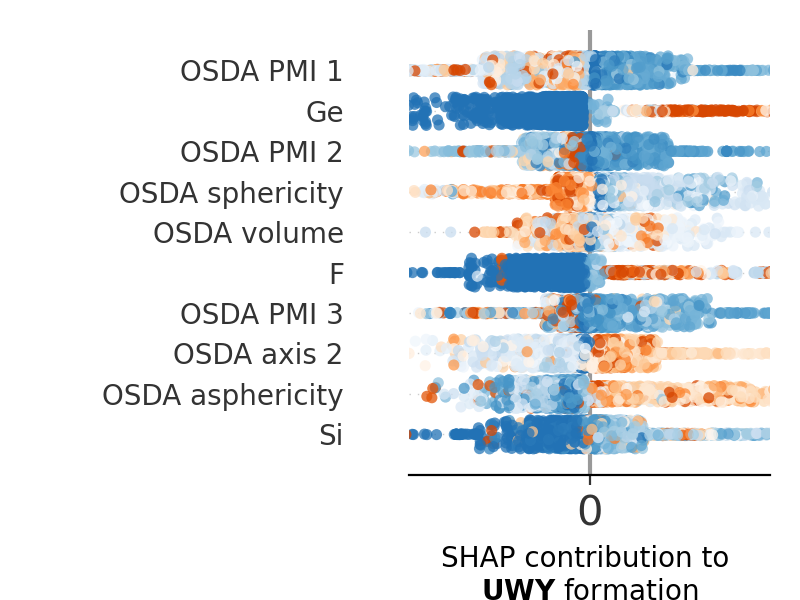 OSDA PMI 1
Ge
OSDA PMI 2
OSDA sphericity
OSDA volume
F
OSDA PMI 3
OSDA axis 2
OSDA asphericity
Si
0
SHAP contribution to
UWY formation